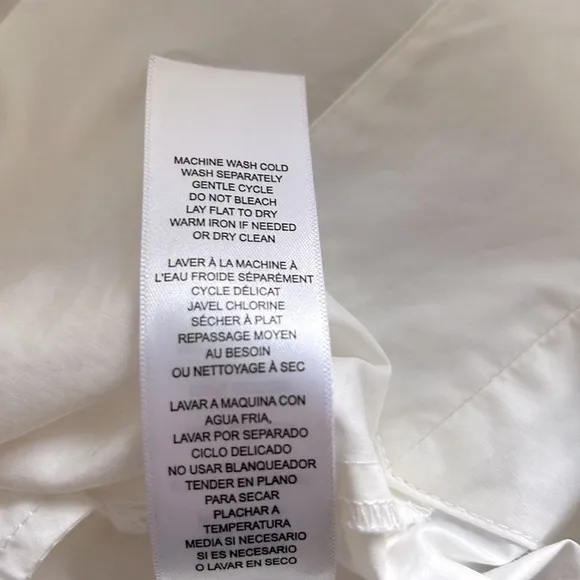 MACHINE WASH COLD
WASH SEPARATELY
GENTLE CYCLE
DO NOT BLEACH
LAY FLAT TO DRY
WARM IRON IF NEEDED
OR DRY CLEAN
LAVER À LA MACHINE À
L'EAU FROIDE SÉPARÉMENT
CYCLE DÉLICAT
JAVEL CHLORINE
SÉCHER À PLAT
REPASSAGE MOYEN
AU BESOIN
OU NETTOYAGE À SEC
LAVAR A MAQUINA CON
AGUA FRIA,
LAVAR POR SEPARADO
CICLO DELICADO
NO USAR BLANQUEADOR
TENDER EN PLANO
PARA SECAR
PLACHAR A
TEMPERATURA
MEDIA SI NECESARIO
SI ES NECESARIO
O LAVAR EN SECO